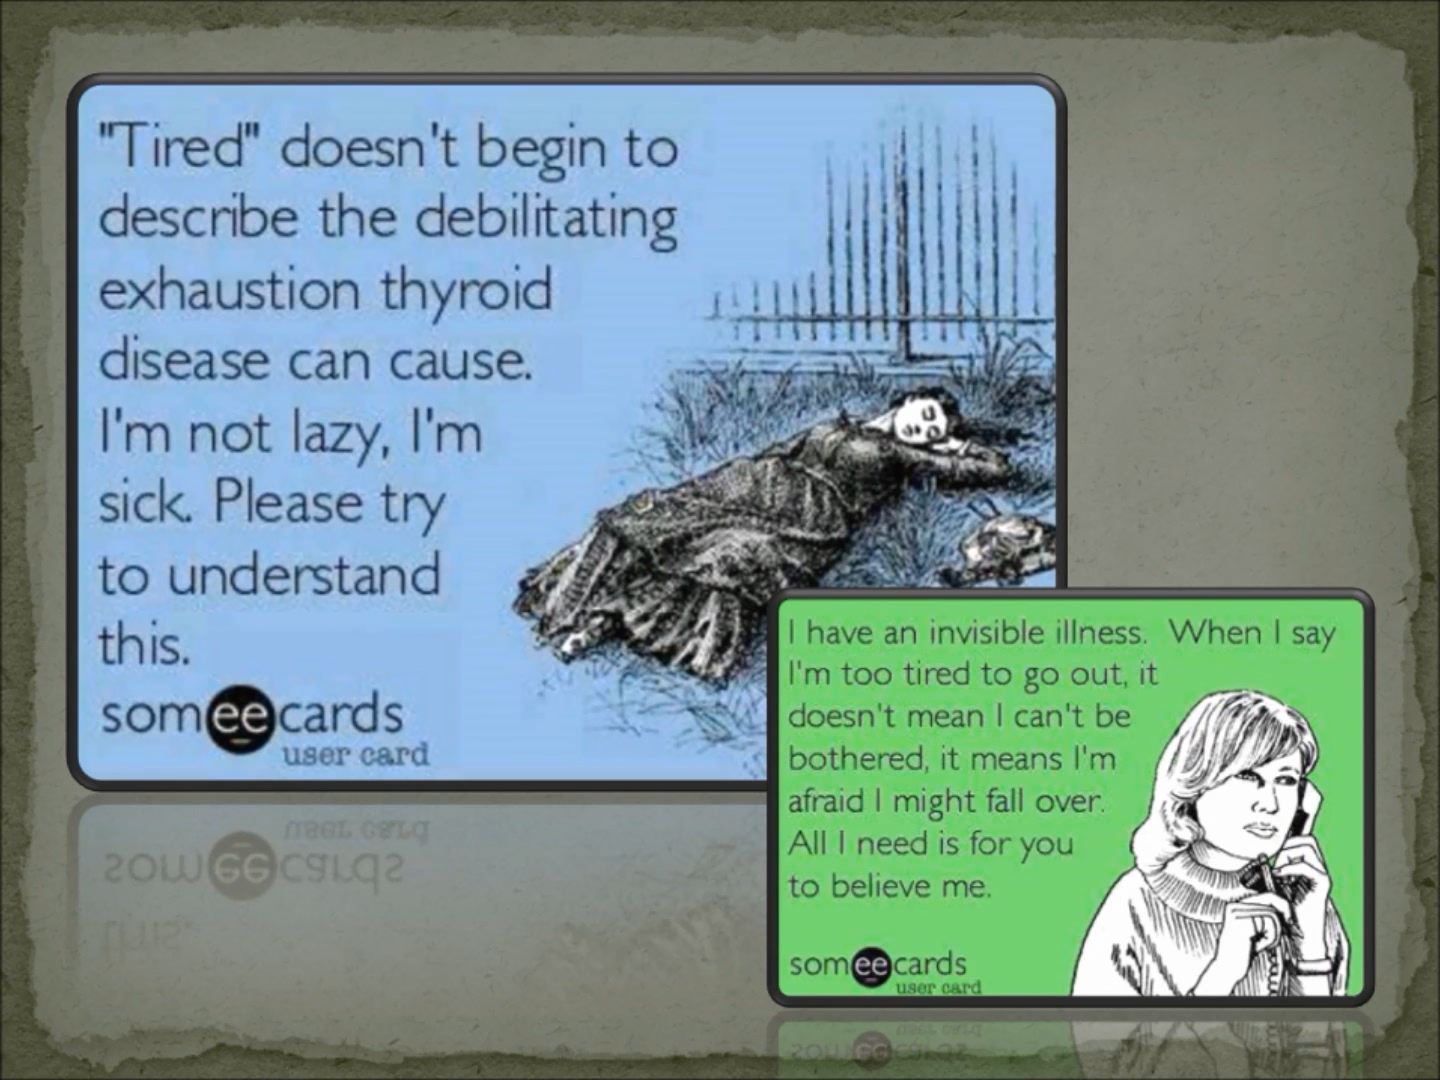 "Tired" doesn't begin to
describe the debilitating
exhaustion thyroid
disease can cause.
I'm not lazy, I'm
sick. Please try
to understand
this.
someecards
user card
I have an invisible illness. When I say
I'm too tired to go out, it
doesn't mean I can't be
bothered, it means I'm
afraid I might fall over.
All I need is for you
to believe me.
someecards
user card